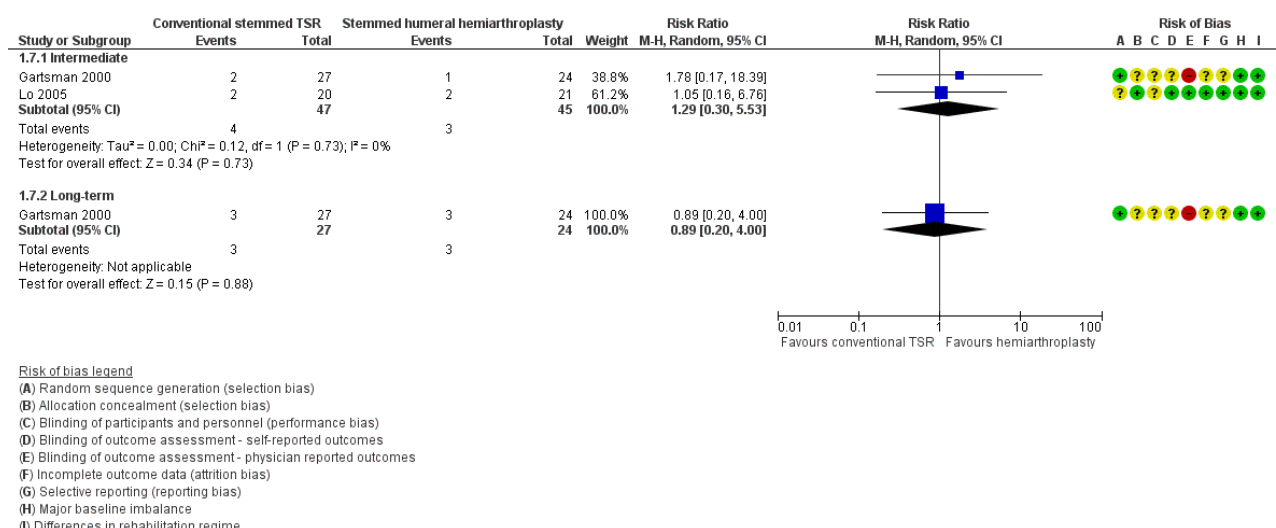 Conventional stemmed TSR Stemmed humeral hemiarthroplasty Risk Ratio Risk Ratio Risk of Bias
Study or Subgroup Events Total Events Total Weight M-H, Random, 95% CI M-H, Random, 95% CI A B C D E F G H I
1.7.1 Intermediate
Gartsman 2000 2 27 1 24 38.8% 1.78 [0.17, 18.39] + ? ? ? - ? ? + +
Lo 2005 2 20 2 21 61.2% 1.05 [0.16, 6.76] ? + ? + + + + + +
Subtotal (95% CI) 47 45 100.0% 1.29 [0.30, 5.53]
Total events 4 3
Heterogeneity: Tau² = 0.00; Chi² = 0.12, df = 1 (P = 0.73); I² = 0%
Test for overall effect: Z = 0.34 (P = 0.73)
1.7.2 Long-term
Gartsman 2000 3 27 3 24 100.0% 0.89 [0.20, 4.00] + ? ? ? - ? ? + +
Subtotal (95% CI) 27 24 100.0% 0.89 [0.20, 4.00]
Total events 3 3
Heterogeneity: Not applicable
Test for overall effect: Z = 0.15 (P = 0.88)
0.01 0.1 1 10 100
Favours conventional TSR Favours hemiarthroplasty
Risk of bias legend
(A) Random sequence generation (selection bias)
(B) Allocation concealment (selection bias)
(C) Blinding of participants and personnel (performance bias)
(D) Blinding of outcome assessment - self-reported outcomes
(E) Blinding of outcome assessment - physician reported outcomes
(F) Incomplete outcome data (attrition bias)
(G) Selective reporting (reporting bias)
(H) Major baseline imbalance
(I) Differences in rehabilitation regime